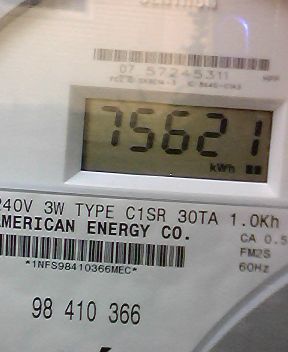 07 57245311
75621
kWh
240V 3W TYPE C1SR 30TA 1.0Kh
AMERICAN ENERGY CO.
CA 0.5
FM2S
60Hz
*1NFS98410366MEC*
98 410 366